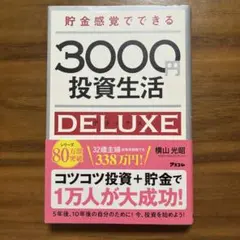 貯金感覚でできる
3000円
投資生活
DELUXE
シリーズ
80万部
突破
32歳主婦
338万円!
横山 光昭
アスコム
コツコツ投資+貯金で
1万人が大成功!
5年後、10年後の自分のために! 今、投資を始めよう!